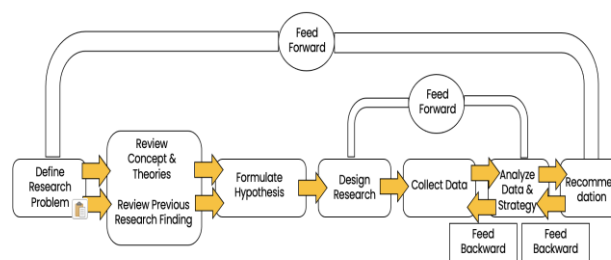 Feed
Forward
Feed
Forward
Define
Research
Problem
Review
Concept &
Theories
Review Previous
Research Finding
Formulate
Hypothesis
Design
Research
Collect Data
Analyze
Data &
Strategy
Recommen
dation
Feed
Backward
Feed
Backward